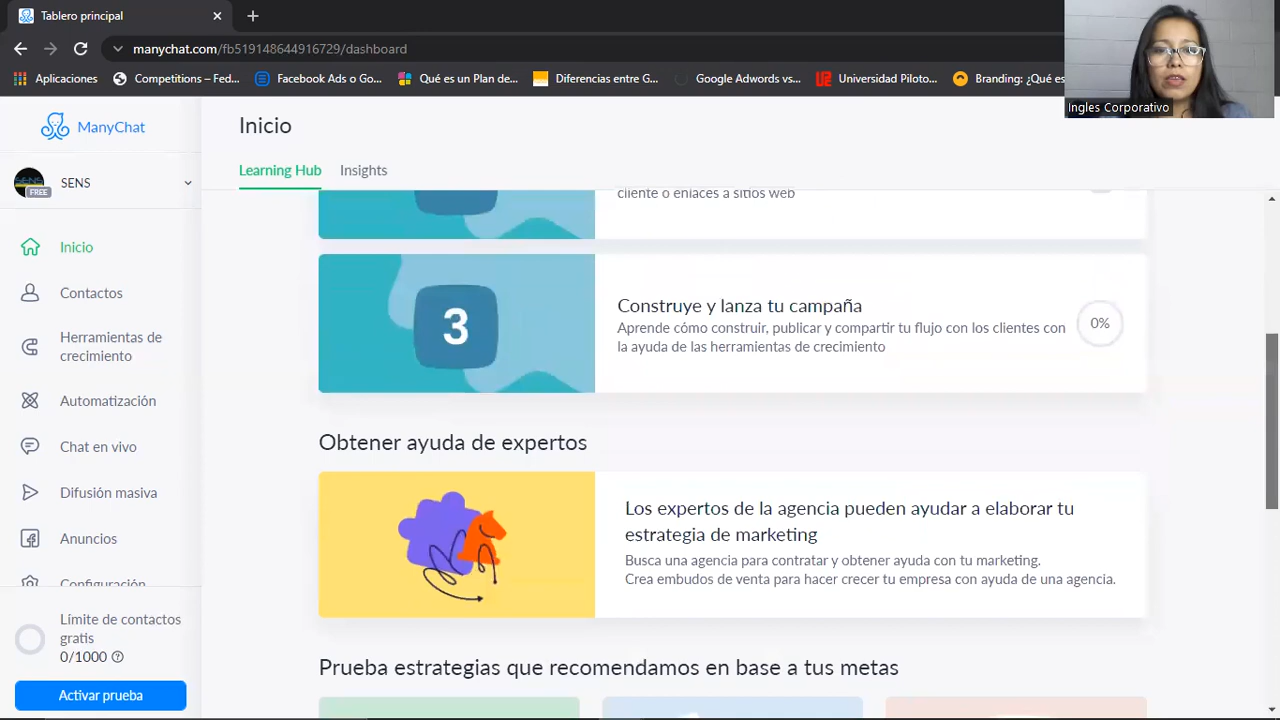 Tablero principal
manychat.com/fb519148644916729/dashboard
Aplicaciones
Competitions – Fed...
Facebook Ads o Go...
Qué es un Plan de...
Diferencias entre G...
Google Adwords vs...
Universidad Piloto...
Branding: ¿Qué es
Ingles Corporativo
ManyChat
SENS
FREE
Inicio
Contactos
Herramientas de
crecimiento
Automatización
Chat en vivo
Difusión masiva
Anuncios
Configuración
Límite de contactos
gratis
0/1000
Activar prueba
Inicio
Learning Hub
Insights
cliente o enlaces a sitios web
3
Construye y lanza tu campaña
Aprende cómo construir, publicar y compartir tu flujo con los clientes con
la ayuda de las herramientas de crecimiento
0%
Obtener ayuda de expertos
Los expertos de la agencia pueden ayudar a elaborar tu
estrategia de marketing
Busca una agencia para contratar y obtener ayuda con tu marketing.
Crea embudos de venta para hacer crecer tu empresa con ayuda de una agencia.
Prueba estrategias que recomendamos en base a tus metas